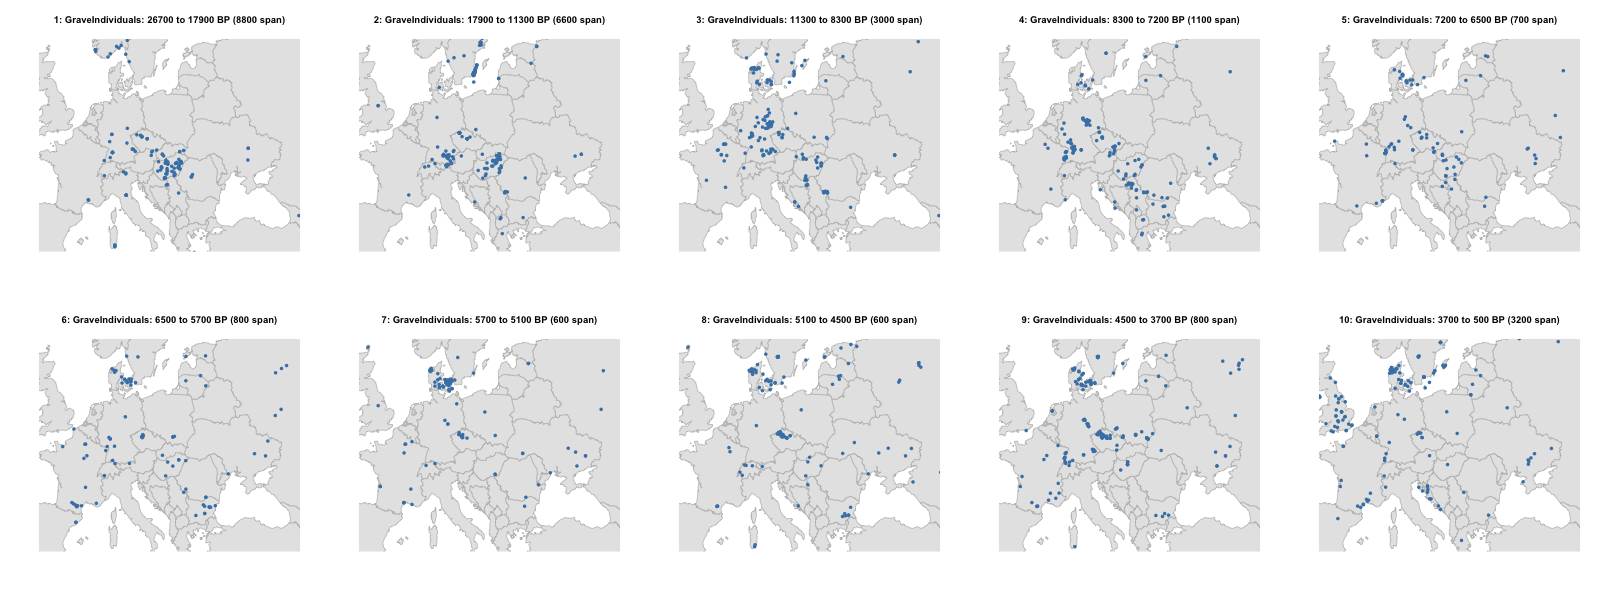 1: GraveIndividuals: 26700 to 17900 BP (8800 span)
2: GraveIndividuals: 17900 to 11300 BP (6600 span)
3: GraveIndividuals: 11300 to 8300 BP (3000 span)
4: GraveIndividuals: 8300 to 7200 BP (1100 span)
5: GraveIndividuals: 7200 to 6500 BP (700 span)
6: GraveIndividuals: 6500 to 5700 BP (800 span)
7: GraveIndividuals: 5700 to 5100 BP (600 span)
8: GraveIndividuals: 5100 to 4500 BP (600 span)
9: GraveIndividuals: 4500 to 3700 BP (800 span)
10: GraveIndividuals: 3700 to 500 BP (3200 span)